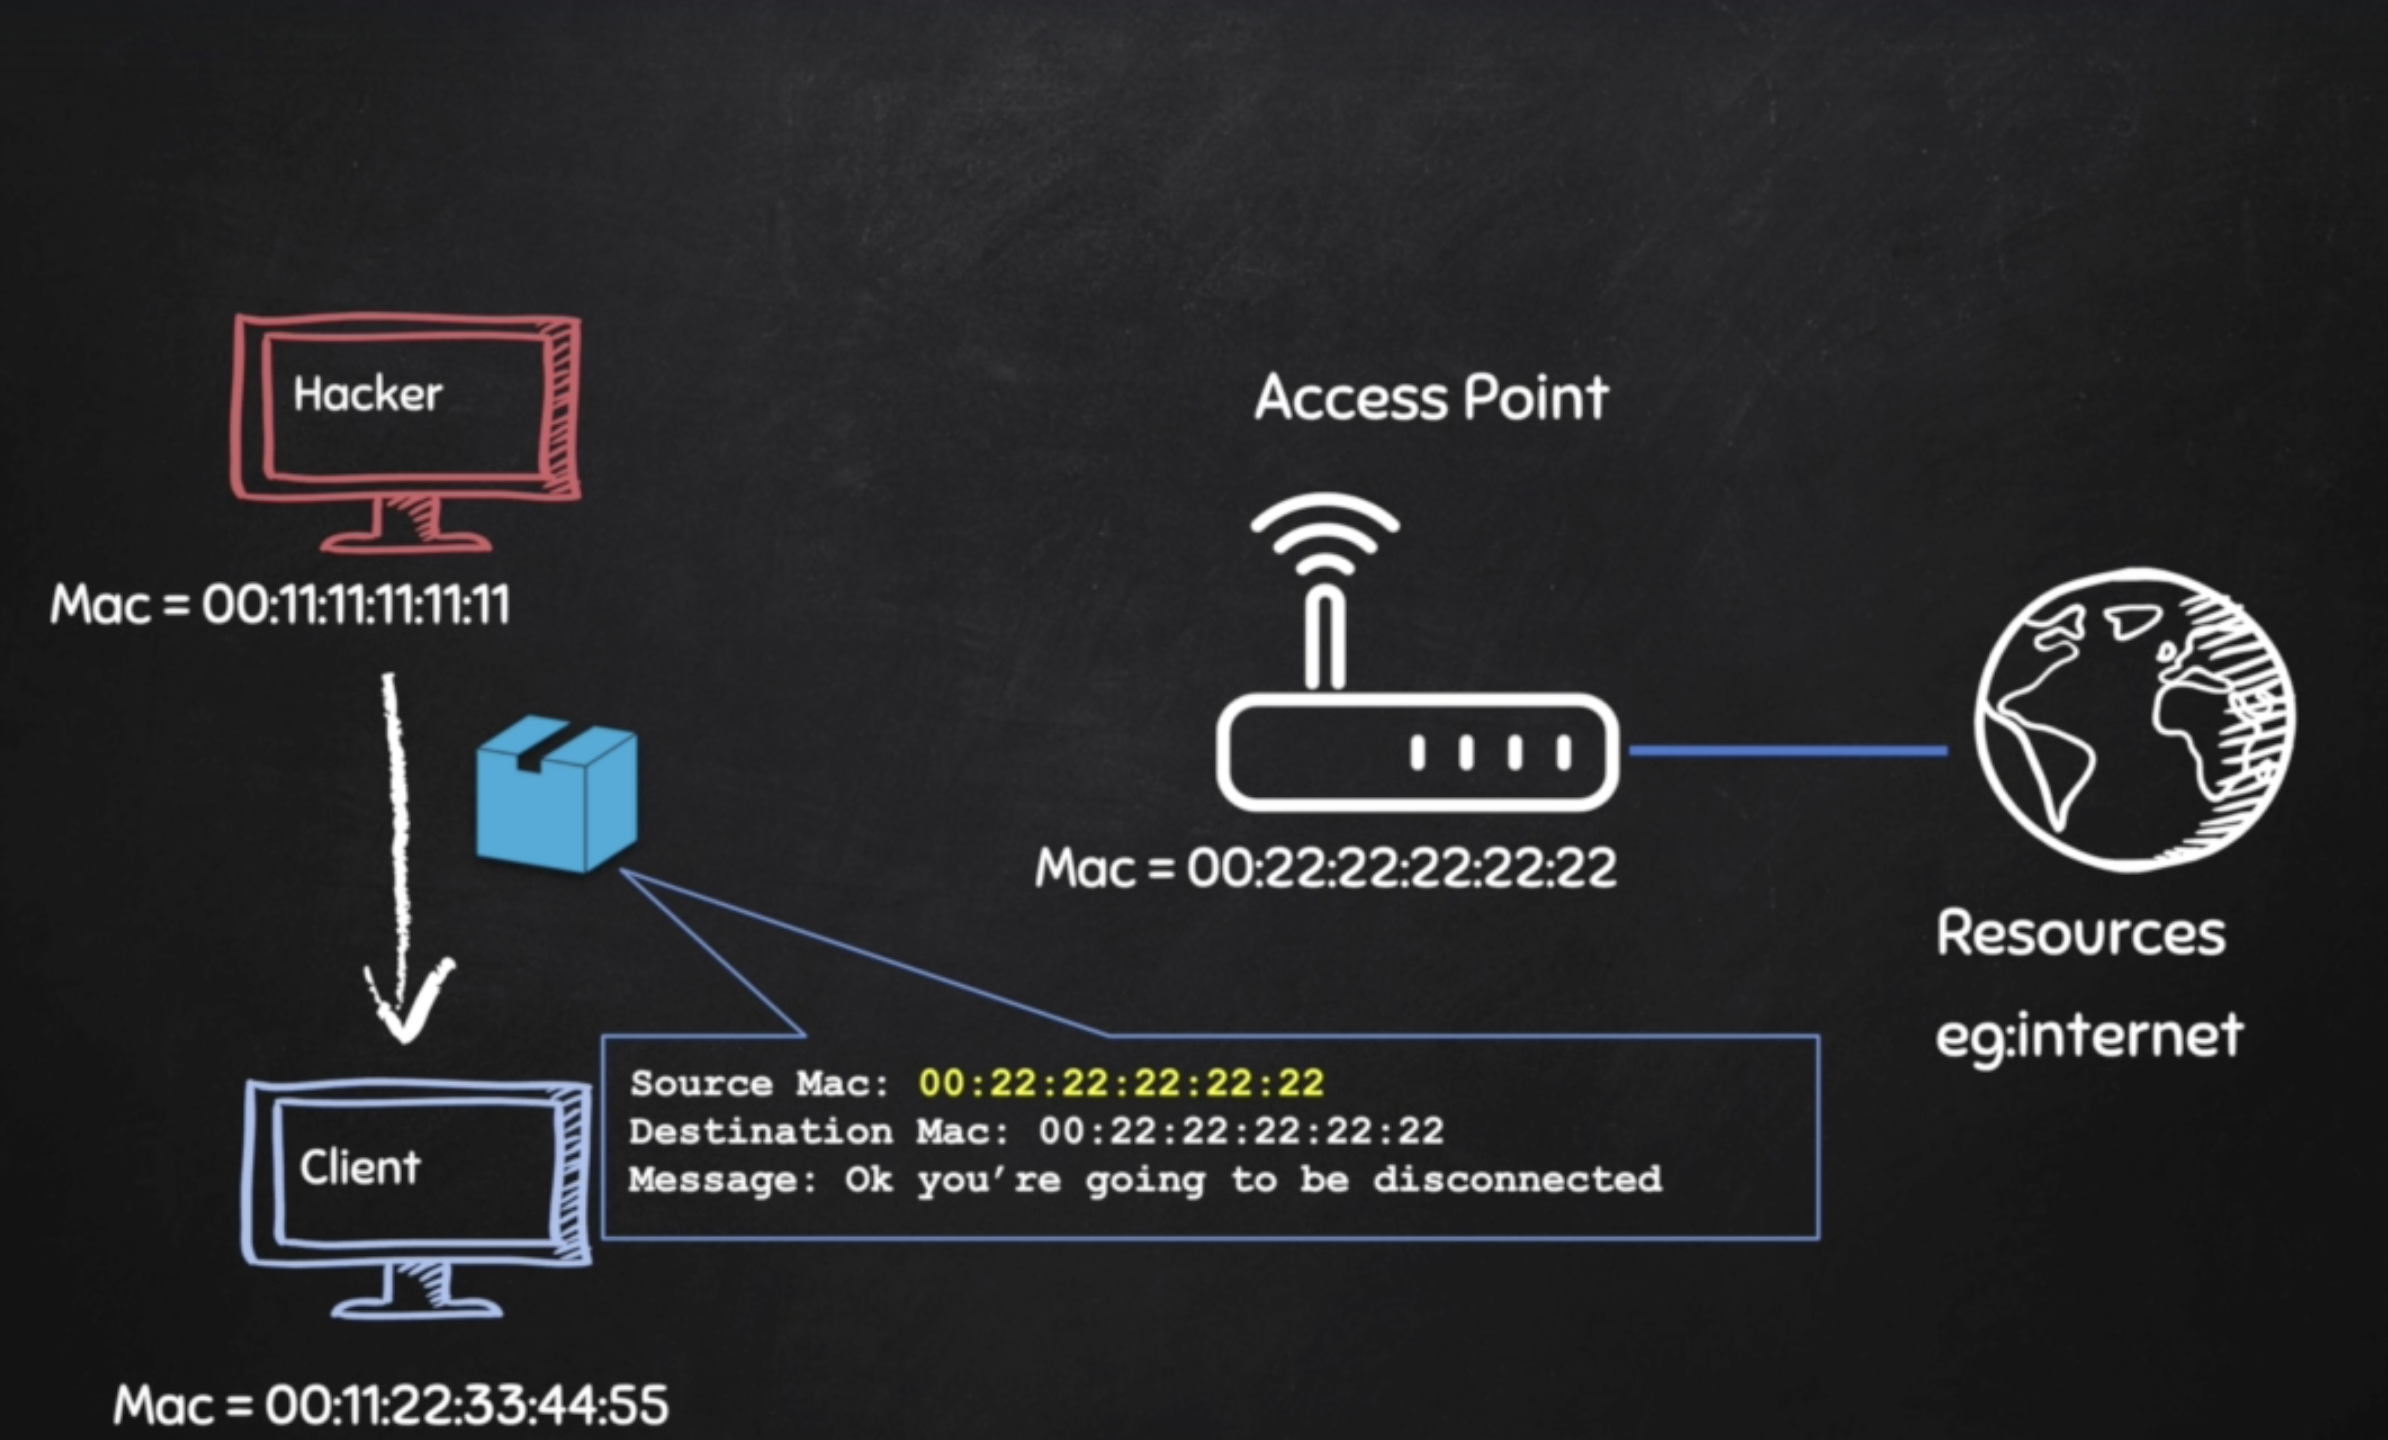 Hacker
Mac = 00:11:11:11:11:11
Access Point
Mac = 00:22:22:22:22:22
Resources
eg:internet
Source Mac: 00:22:22:22:22:22
Destination Mac: 00:22:22:22:22:22
Message: Ok you’re going to be disconnected
Client
Mac = 00:11:22:33:44:55